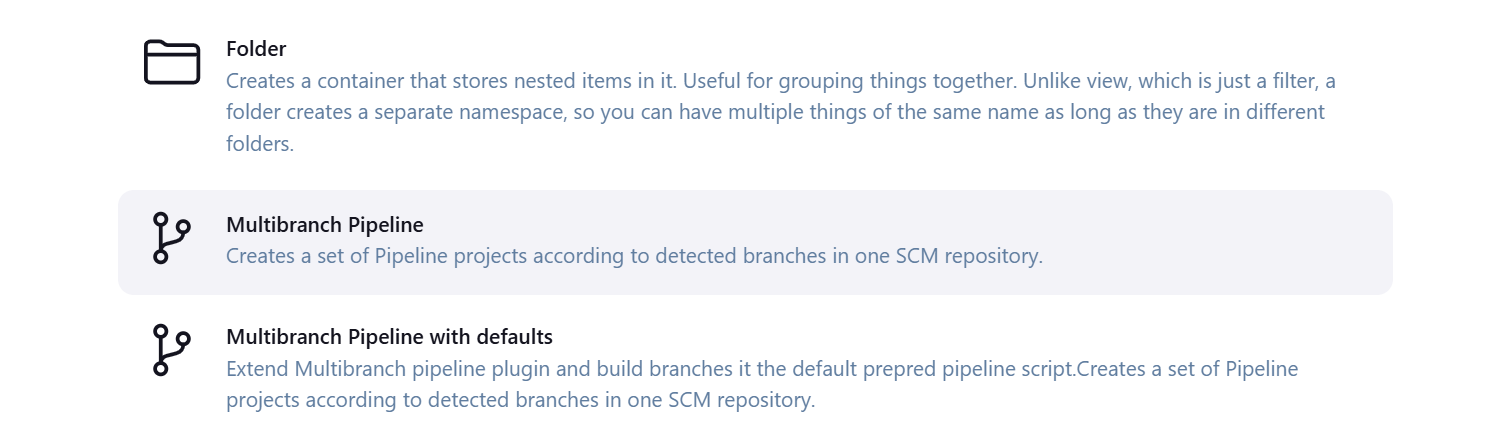 Folder
Creates a container that stores nested items in it. Useful for grouping things together. Unlike view, which is just a filter, a
folder creates a separate namespace, so you can have multiple things of the same name as long as they are in different
folders.
Multibranch Pipeline
Creates a set of Pipeline projects according to detected branches in one SCM repository.
Multibranch Pipeline with defaults
Extend Multibranch pipeline plugin and build branches it the default prepred pipeline script.Creates a set of Pipeline
projects according to detected branches in one SCM repository.